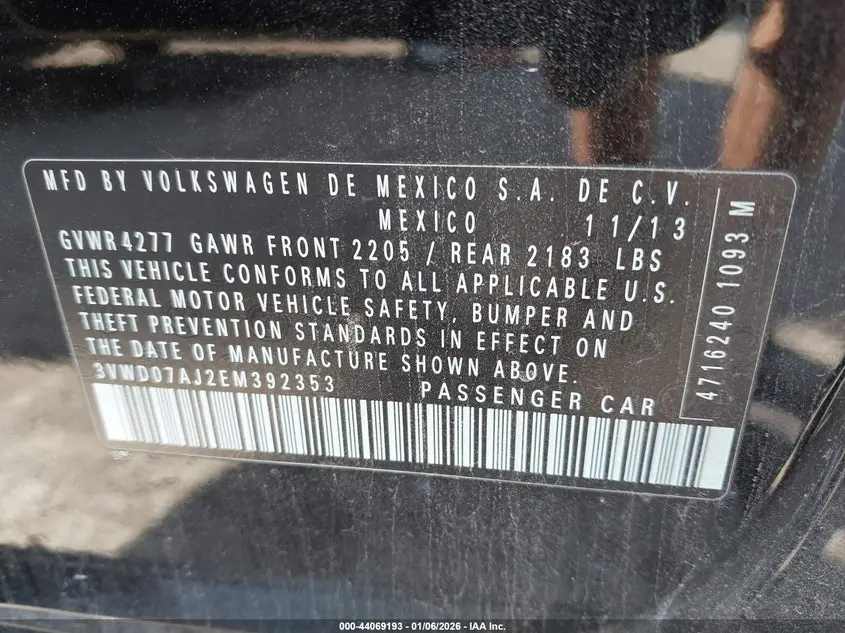 MFD BY VOLKSWAGEN DE MEXICO S.A. DE C.V.
MEXICO 11/13
GVWR4277 GAWR FRONT 2205 / REAR 2183 LBS
THIS VEHICLE CONFORMS TO ALL APPLICABLE U.S.
FEDERAL MOTOR VEHICLE SAFETY, BUMPER AND
THEFT PREVENTION STANDARDS IN EFFECT ON
THE DATE OF MANUFACTURE SHOWN ABOVE.
3VWD07AJ2EM392353 PASSENGER CAR
4716240 1093 M
000-44069193 - 01/06/2026 - IAA Inc.